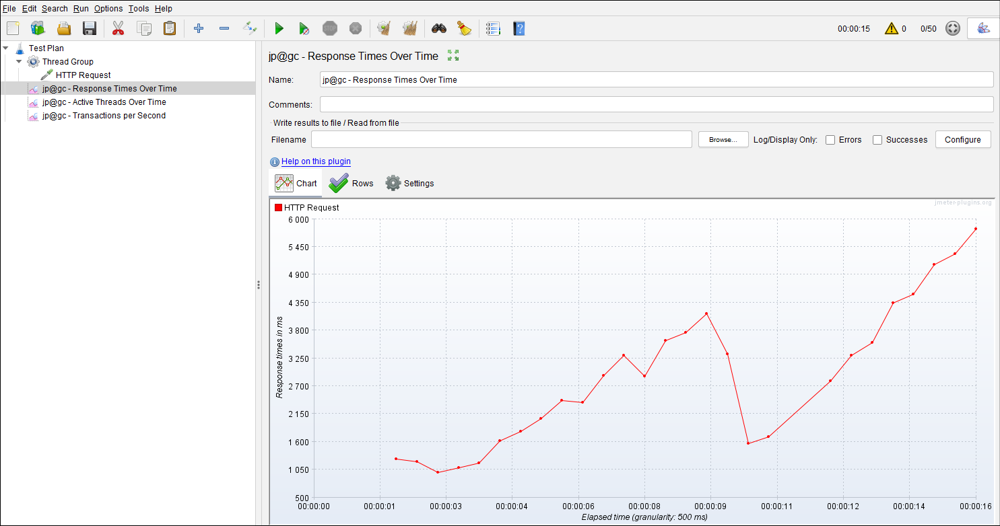 File Edit Search Run Options Tools Help
00:00:15 0 0/50
Test Plan
Thread Group
HTTP Request
jp@gc - Response Times Over Time
jp@gc - Active Threads Over Time
jp@gc - Transactions per Second
jp@gc - Response Times Over Time
Name: jp@gc - Response Times Over Time
Comments:
Write results to file / Read from file
Filename Browse... Log/Display Only: Errors Successes Configure
Help on this plugin
Chart Rows Settings
jmeter-plugins.org
HTTP Request
6 000
5 450
4 900
4 350
3 800
3 250
2 700
2 150
1 600
1 050
500
Response times in ms
00:00:00 00:00:01 00:00:03 00:00:04 00:00:06 00:00:08 00:00:09 00:00:11 00:00:12 00:00:14 00:00:16
Elapsed time (granularity: 500 ms)